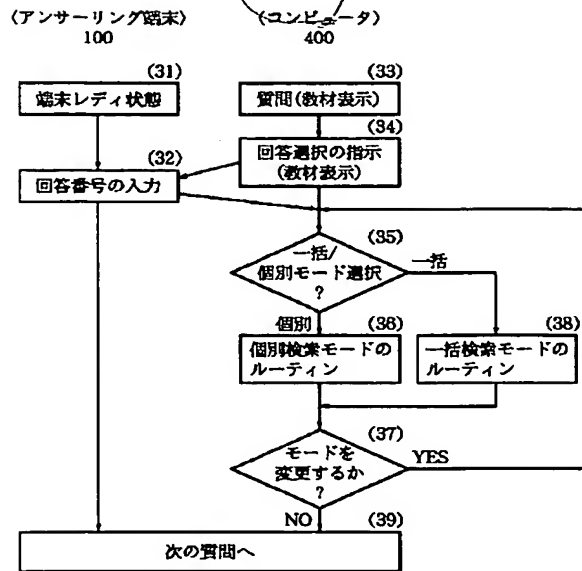 〈アンサーリング端末〉
100
〈コンピュータ〉
400
(31)
端末レディ状態
(33)
質問(教材表示)
(34)
回答選択の指示
(教材表示)
(32)
回答番号の入力
(35)
一括/
個別モード選択
?
一括
個別
(36)
個別検索モードの
ルーティン
(38)
一括検索モードの
ルーティン
(37)
モードを
変更するか
?
YES
NO
(39)
次の質問へ